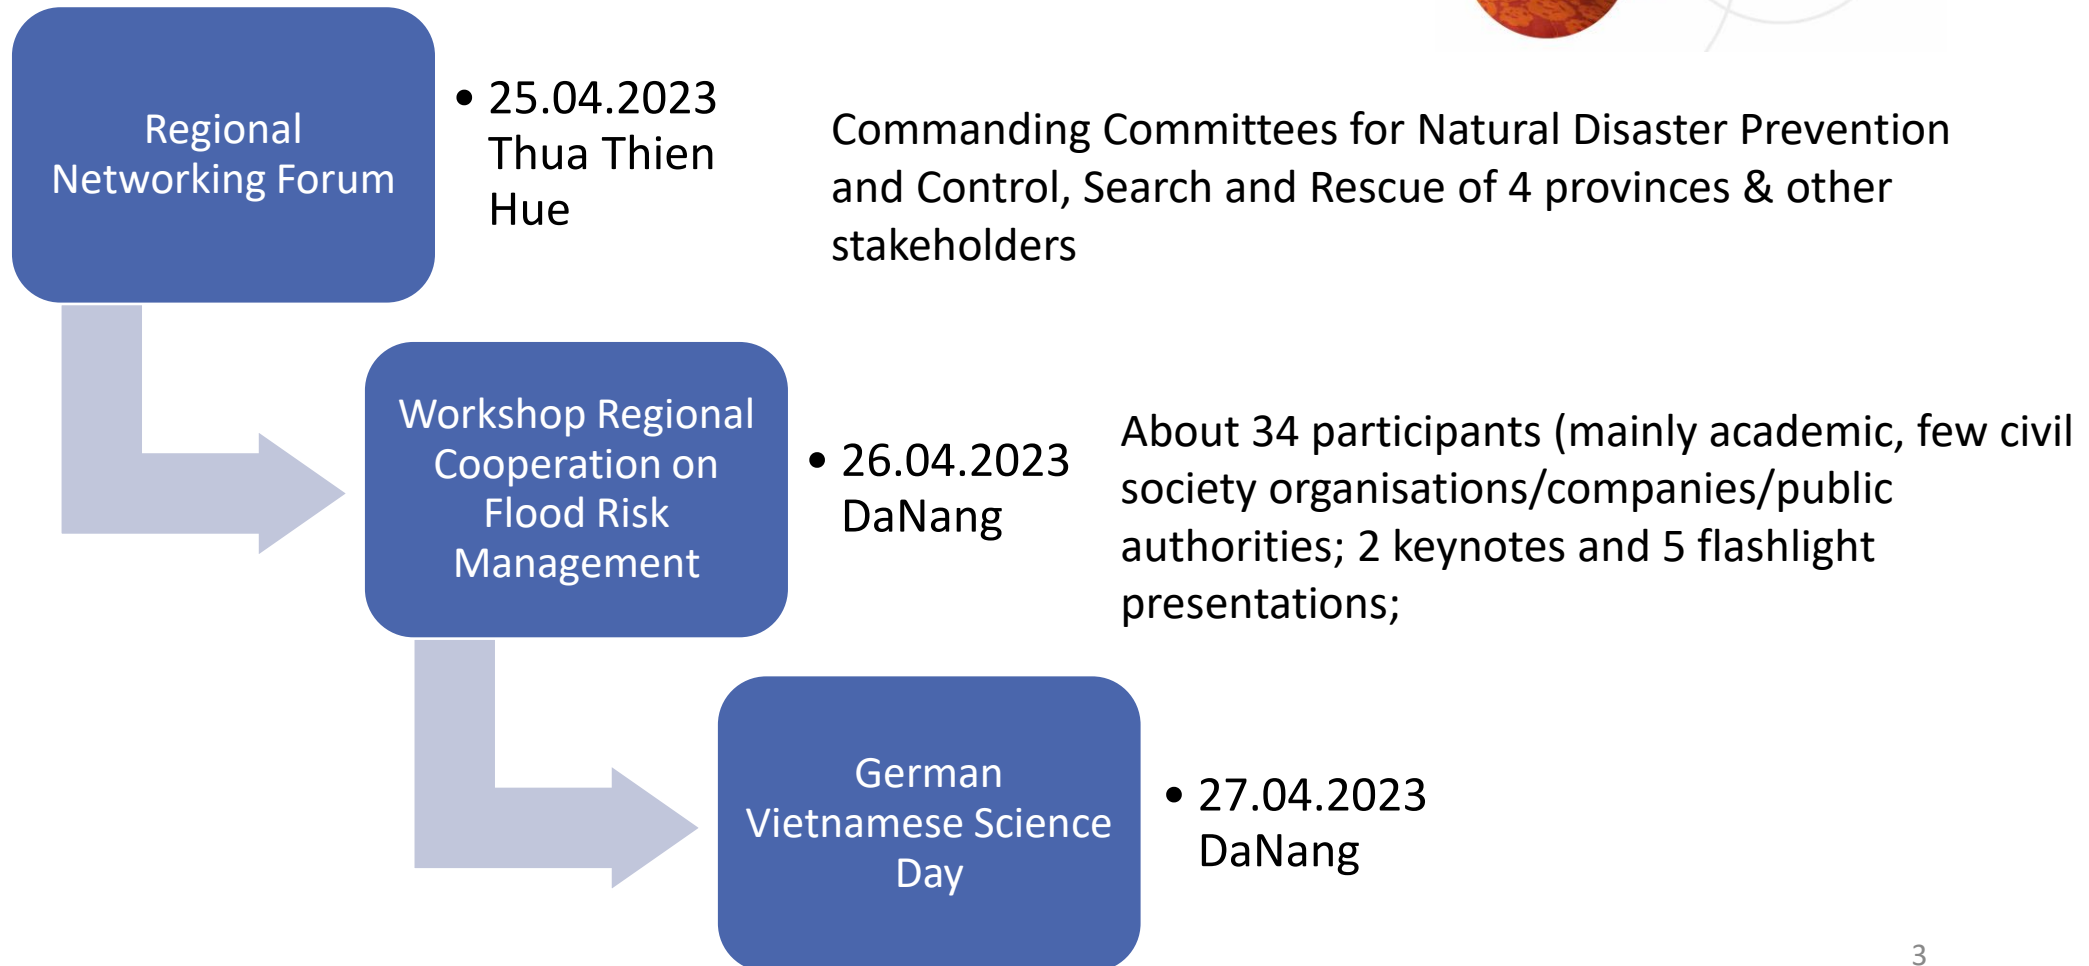 Regional
Networking Forum
• 25.04.2023
Thua Thien
Hue
Commanding Committees for Natural Disaster Prevention
and Control, Search and Rescue of 4 provinces & other
stakeholders
Workshop Regional
Cooperation on
Flood Risk
Management
• 26.04.2023
DaNang
About 34 participants (mainly academic, few civil
society organisations/companies/public
authorities; 2 keynotes and 5 flashlight
presentations;
German
Vietnamese Science
Day
• 27.04.2023
DaNang
3